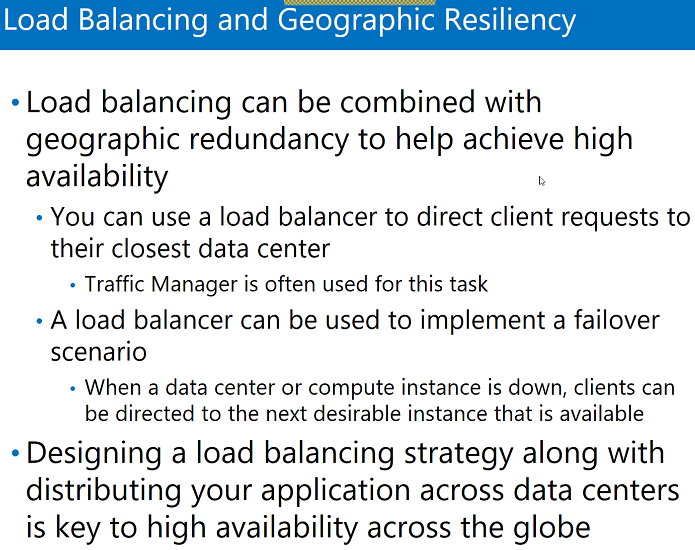 Load Balancing and Geographic Resiliency
• Load balancing can be combined with
geographic redundancy to help achieve high
availability
• You can use a load balancer to direct client requests to
their closest data center
• Traffic Manager is often used for this task
• A load balancer can be used to implement a failover
scenario
• When a data center or compute instance is down, clients can
be directed to the next desirable instance that is available
• Designing a load balancing strategy along with
distributing your application across data centers
is key to high availability across the globe